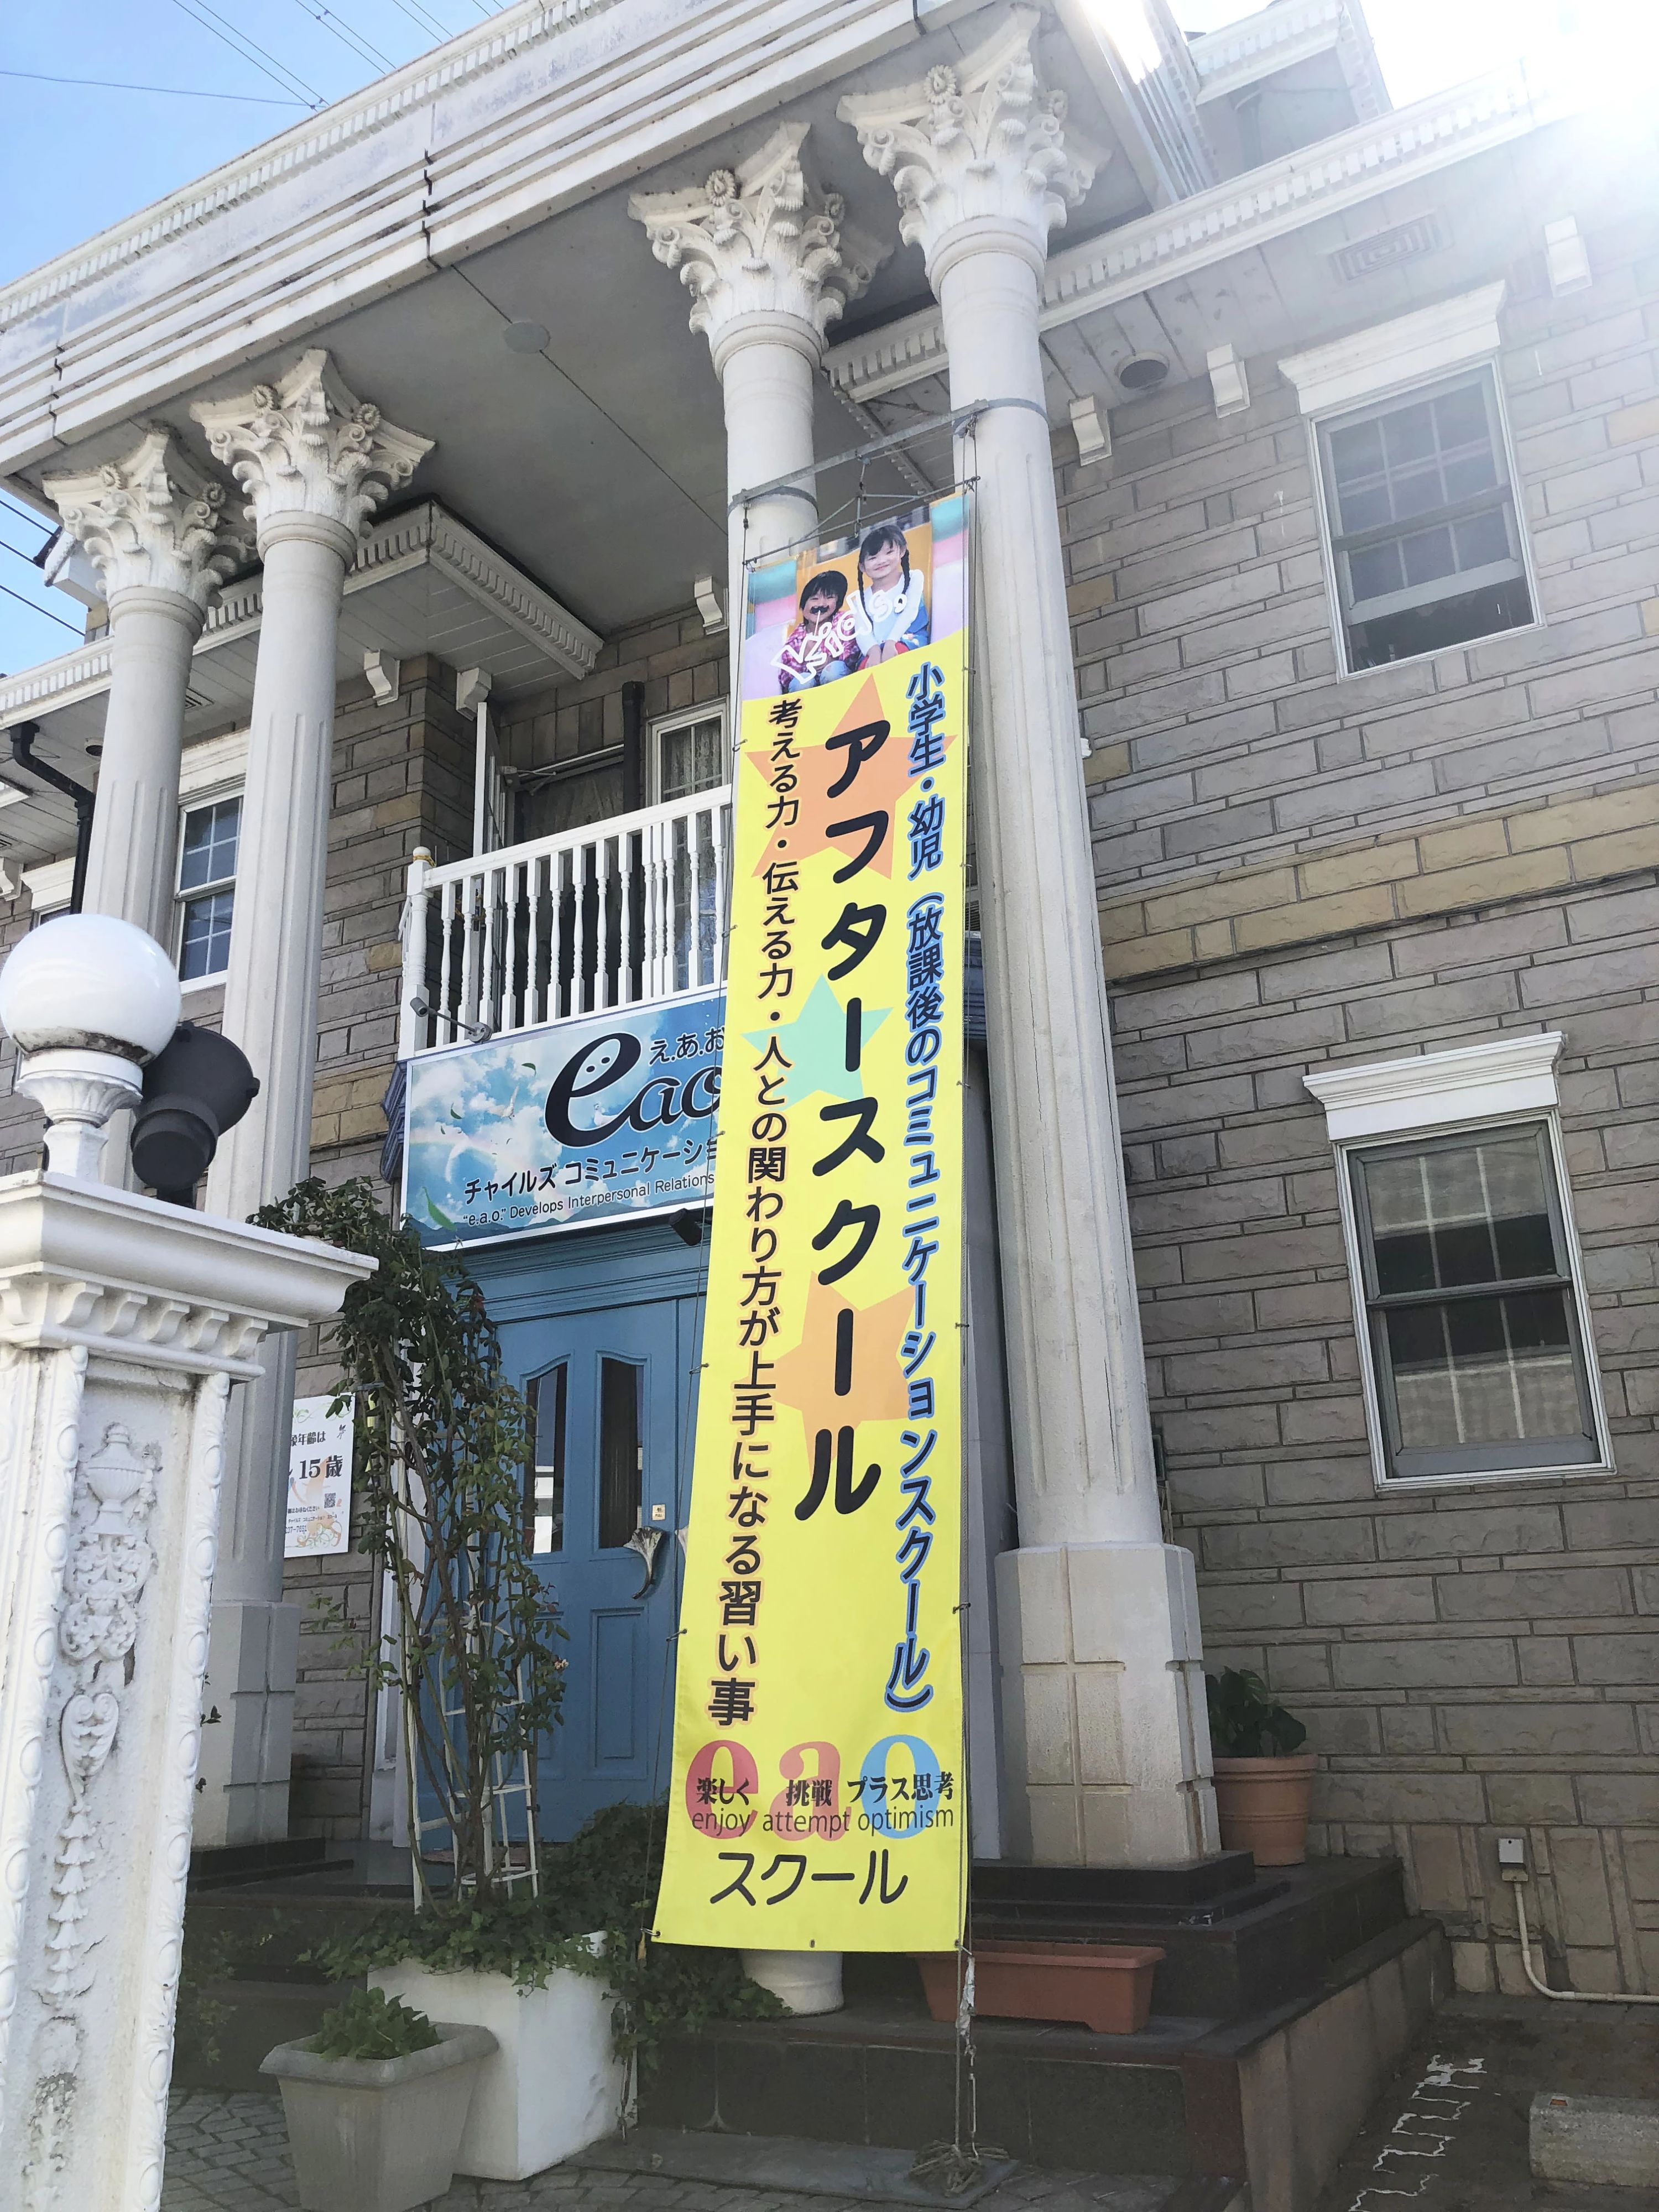 Kids.
小学生・幼児（放課後のコミュニケーションスクール）
アフタースクール
考える力・伝える力・人との関わり方が上手になる習い事
eao
楽しく 挑戦 プラス思考
enjoy attempt optimism
スクール
え.あ.お
eao
チャイルズ コミュニケーショ
"e.a.o." Develops Interpersonal Relations
象年齢は
15歳